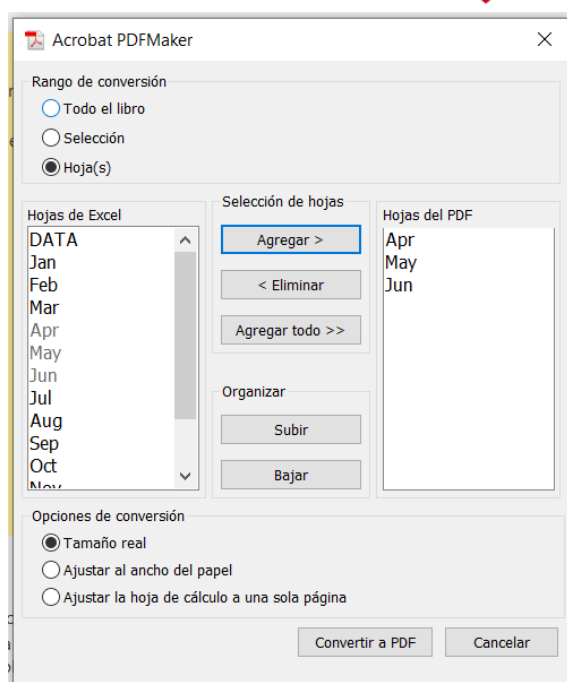 Acrobat PDFMaker
Rango de conversión
Todo el libro
Selección
Hoja(s)
Hojas de Excel
DATA
Jan
Feb
Mar
Apr
May
Jun
Jul
Aug
Sep
Oct
Nov
Selección de hojas
Agregar >
< Eliminar
Agregar todo >>
Organizar
Subir
Bajar
Hojas del PDF
Apr
May
Jun
Opciones de conversión
Tamaño real
Ajustar al ancho del papel
Ajustar la hoja de cálculo a una sola página
Convertir a PDF
Cancelar